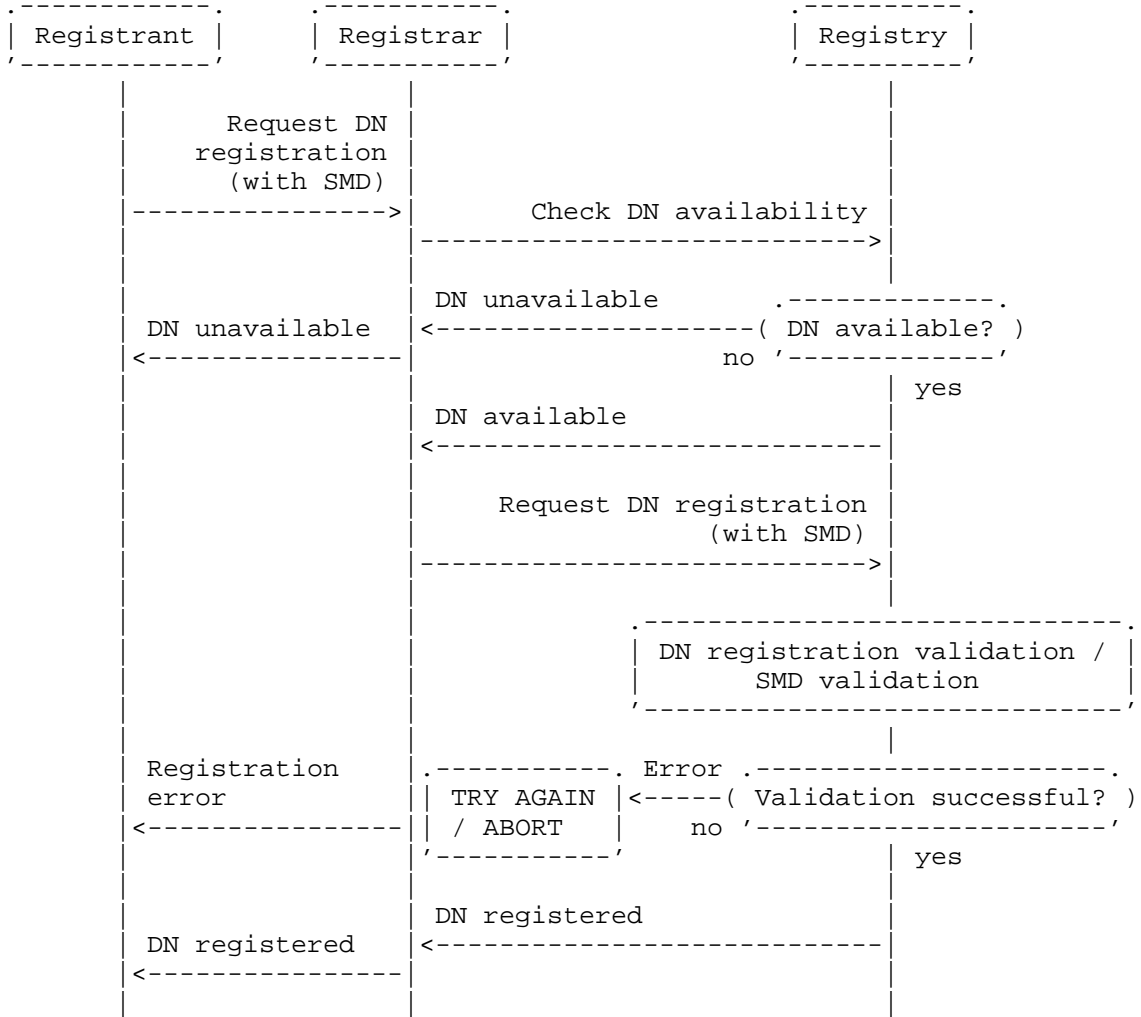 Registrant Registrar Registry
Request DN
registration
(with SMD)
Check DN availability
DN unavailable
DN unavailable DN available?
no
yes
DN available
Request DN registration
(with SMD)
DN registration validation /
SMD validation
Registration Error
error TRY AGAIN Validation successful?
/ ABORT no
yes
DN registered
DN registered